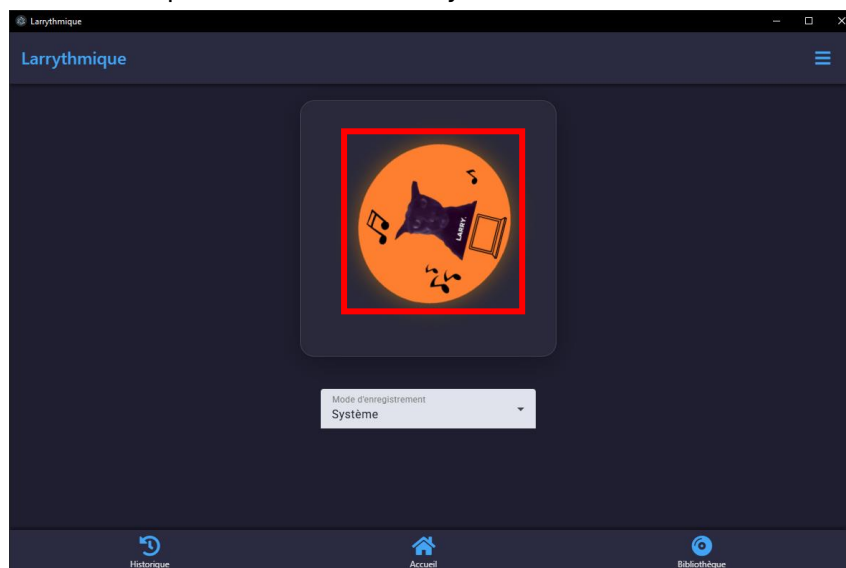 Larrythmique
Larrythmique
LARRY.
Mode d'enregistrement
Système
Historique
Accueil
Bibliothèque